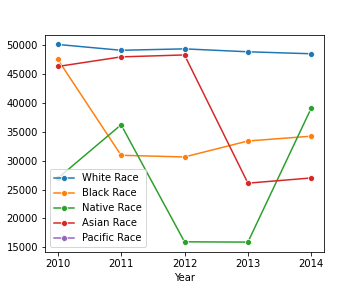 50000
45000
40000
35000
30000
25000
20000
15000
White Race
Black Race
Native Race
Asian Race
Pacific Race
2010 2011 2012 2013 2014
Year